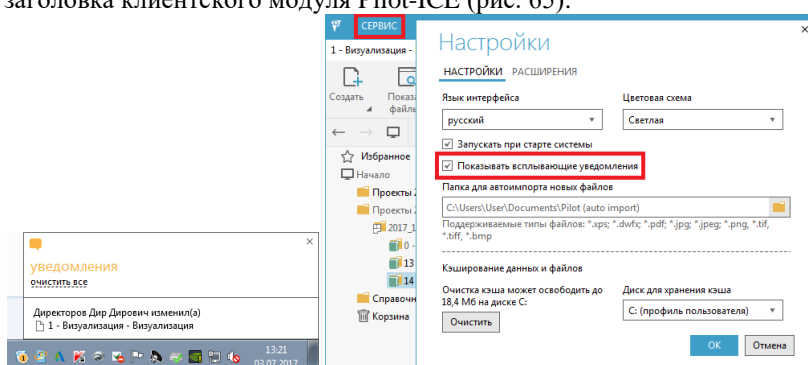 заголовка клиентского модуля Pilot-ICE (рис. 65).
СЕРВИС
1 - Визуализация -
Создать
файлы
Избранное
Начало
Проекты
Проекты
0 -
13
14
Корзина
Настройки
НАСТРОЙКИ РАСШИРЕНИЯ
Язык интерфейса Цветовая схема
русский Светлая
Запускать при старте системы
Показывать всплывающие уведомления
Папка для автоимпорта новых файлов
C:\Users\User\Documents\Pilot (auto import)
Поддерживаемые типы файлов: *.xps; *.dwfx; *.pdf; *.jpg; *.jpeg; *.png, *.tif,
*.tiff, *.bmp
Кэширование данных и файлов
Очистка кэша может освободить до Диск для хранения кэша
18,4 Мб на диске C:
C: (профиль пользователя)
Очистить
OK Отмена
уведомления
очистить все
Директоров Дир Дирович изменил(а)
1 - Визуализация - Визуализация
13:21
03.07.2017